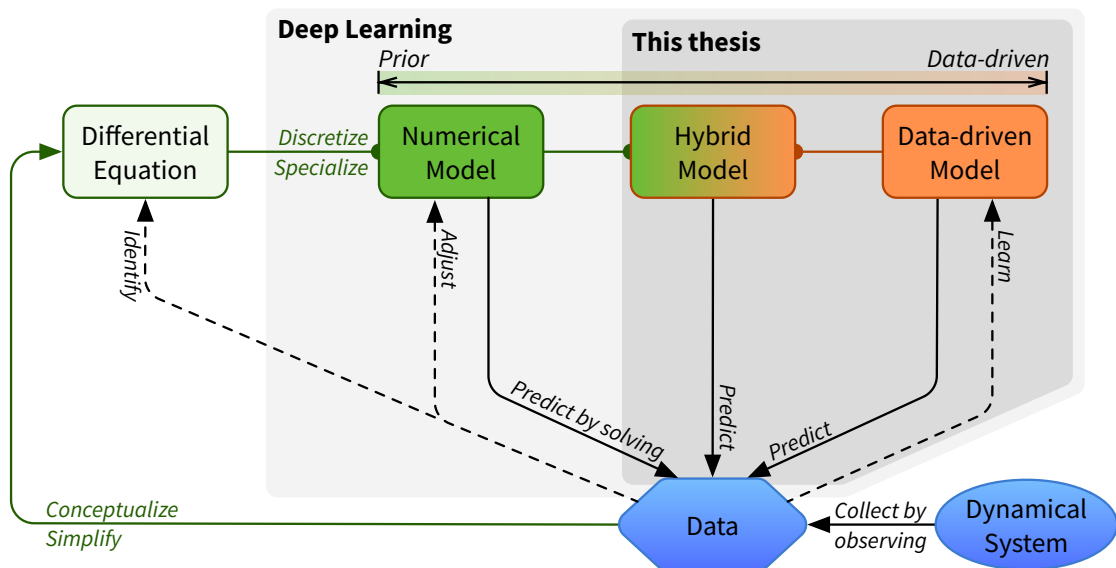 Deep Learning
This thesis
Prior
Data-driven
Differential
Equation
Discretize
Specialize
Numerical
Model
Hybrid
Model
Data-driven
Model
Identify
Adjust
Learn
Predict by solving
Predict
Predict
Conceptualize
Simplify
Data
Collect by
observing
Dynamical
System